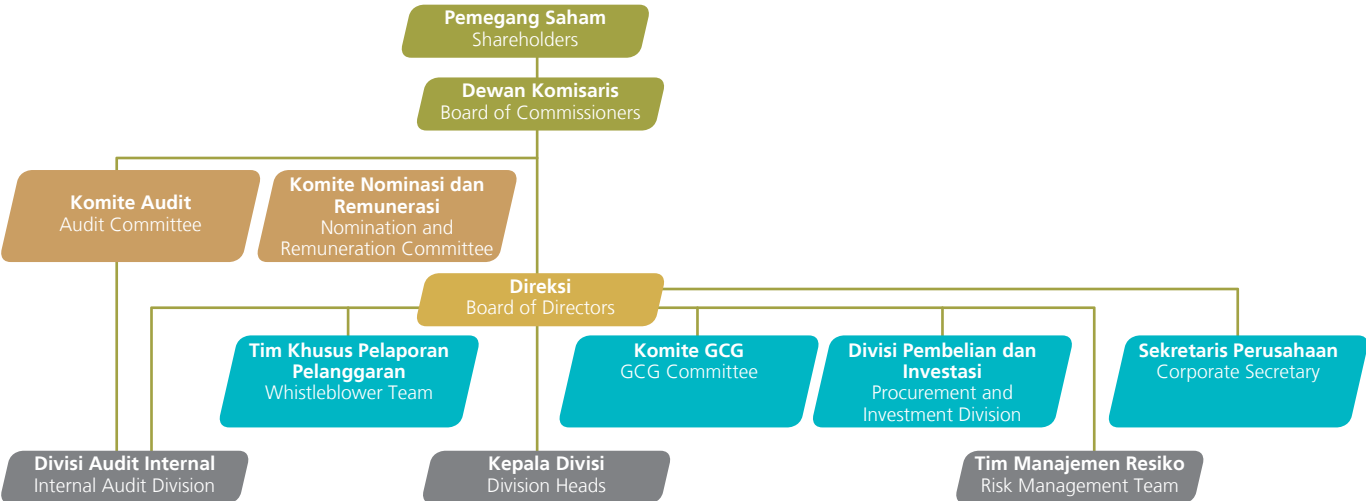 Pemegang Saham
Shareholders
Dewan Komisaris
Board of Commissioners
Komite Audit
Audit Committee
Komite Nominasi dan
Remunerasi
Nomination and
Remuneration Committee
Direksi
Board of Directors
Tim Khusus Pelaporan
Pelanggaran
Whistleblower Team
Komite GCG
GCG Committee
Divisi Pembelian dan
Investasi
Procurement and
Investment Division
Sekretaris Perusahaan
Corporate Secretary
Divisi Audit Internal
Internal Audit Division
Kepala Divisi
Division Heads
Tim Manajemen Resiko
Risk Management Team